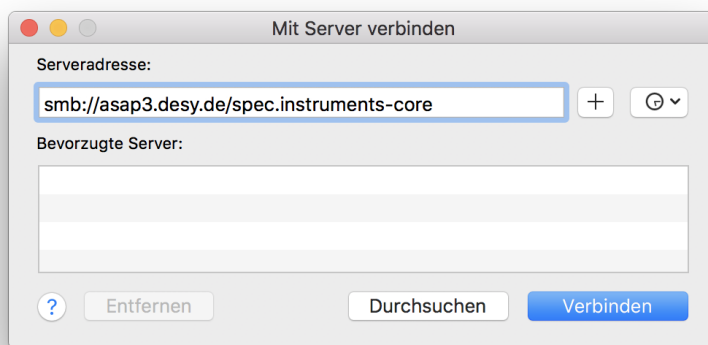 Mit Server verbinden
Serveradresse:
smb://asap3.desy.de/spec.instruments-core
Bevorzugte Server:
?
Entfernen
Durchsuchen
Verbinden